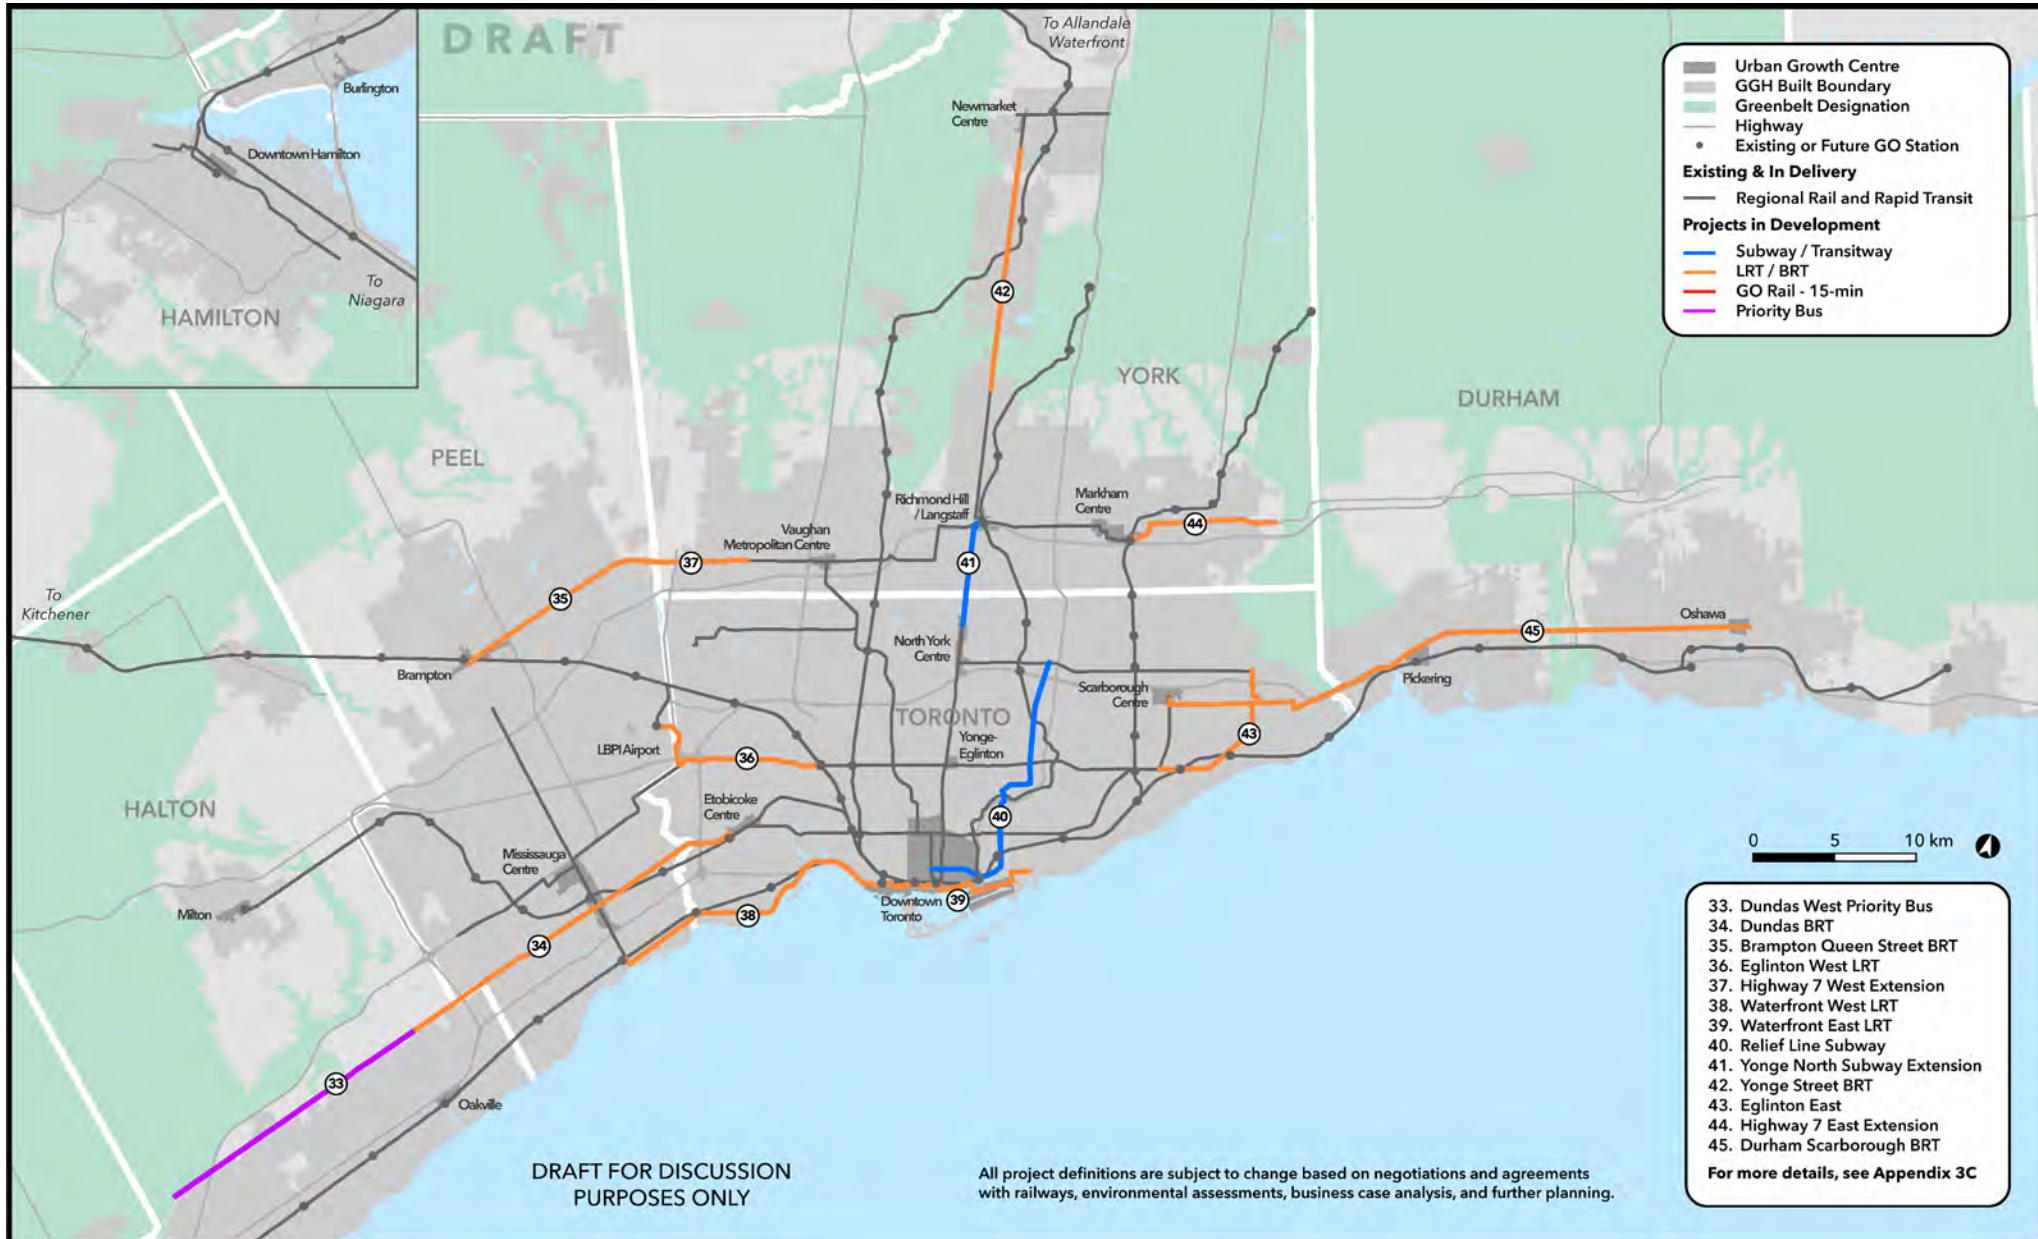 DRAFT
To Allandale
Waterfront
Burlington
Downtown Hamilton
To
Niagara
HAMILTON
Newmarket
Centre
42
YORK
DURHAM
PEEL
Richmond Hill
/ Langstaff
Markham
Centre
44
Vaughan
Metropolitan Centre
37
41
35
To
Kitchener
North York
Centre
Oshawa
45
Brampton
Pickering
Scarborough
Centre
TORONTO
43
LBPI Airport
36
Yonge-
Eglinton
HALTON
Etobicoke
Centre
40
Mississauga
Centre
Milton
38
Downtown
Toronto
39
34
33
Oakville
Urban Growth Centre
GGH Built Boundary
Greenbelt Designation
Highway
Existing or Future GO Station
Existing & In Delivery
Regional Rail and Rapid Transit
Projects in Development
Subway / Transitway
LRT / BRT
GO Rail - 15-min
Priority Bus
0 5 10 km
33. Dundas West Priority Bus
34. Dundas BRT
35. Brampton Queen Street BRT
36. Eglinton West LRT
37. Highway 7 West Extension
38. Waterfront West LRT
39. Waterfront East LRT
40. Relief Line Subway
41. Yonge North Subway Extension
42. Yonge Street BRT
43. Eglinton East
44. Highway 7 East Extension
45. Durham Scarborough BRT
For more details, see Appendix 3C
DRAFT FOR DISCUSSION
PURPOSES ONLY
All project definitions are subject to change based on negotiations and agreements
with railways, environmental assessments, business case analysis, and further planning.